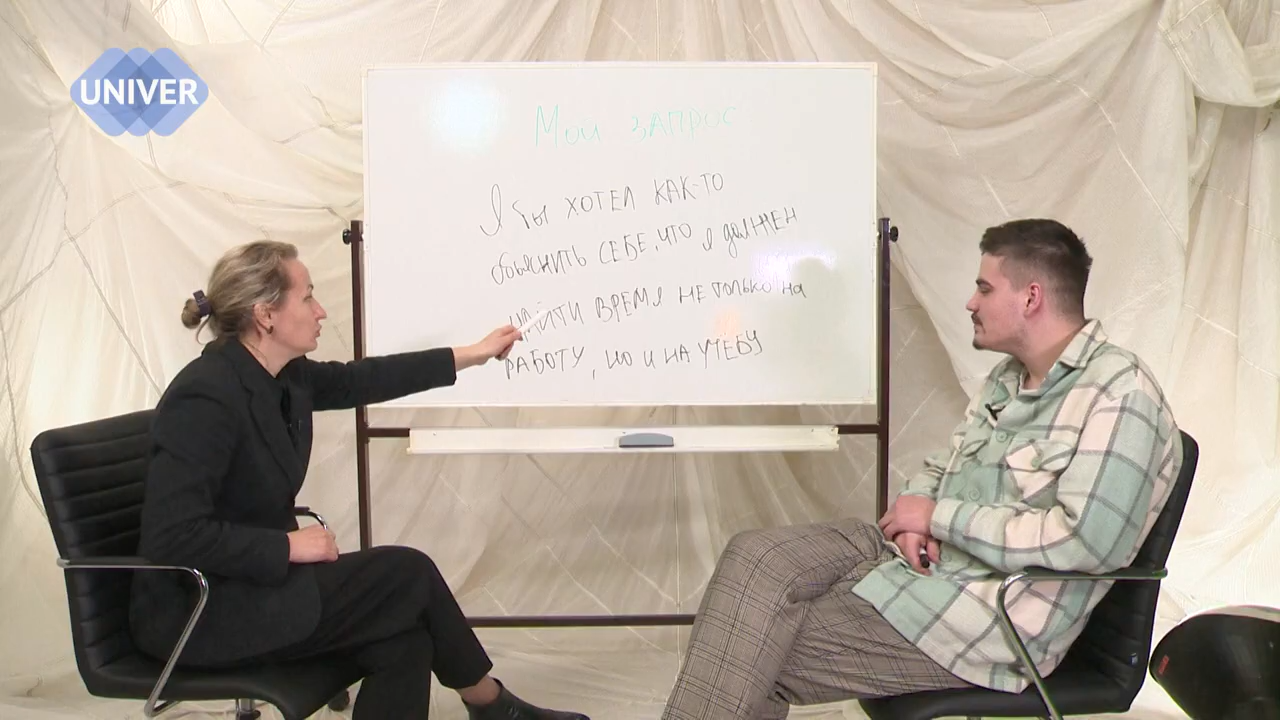 UNIVER
Мой ЗАПРОС
Я бы ХОТЕЛ КАК-ТО
объяснить СЕБЕ, ЧТО я должен
НАЙТИ ВРЕМЯ НЕ только на
РАБОТУ, но и НА УЧЕБУ